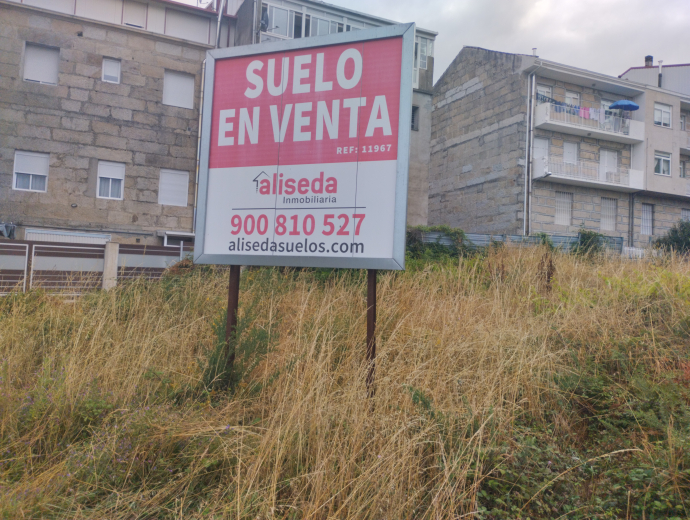 SUELO
EN VENTA
REF: 11967
aliseda
Inmobiliaria
900 810 527
alisedasuelos.com